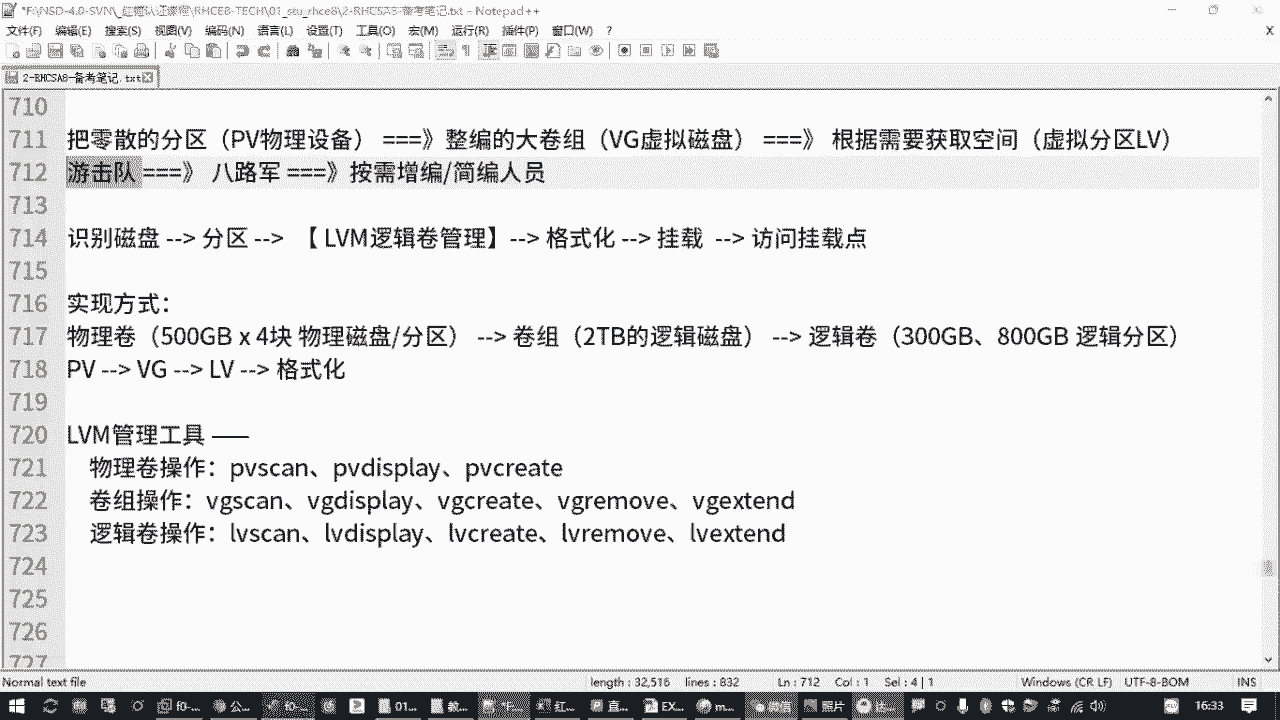 *F:\NSD-4.0-SVN\_红帽认证课程\RHCE8-TECH\01_stu_rhce8\2-RHCSA8-备考笔记.txt - Notepad++
文件(F) 编辑(E) 搜索(S) 视图(V) 编码(N) 语言(L) 设置(T) 工具(O) 宏(M) 运行(R) 插件(P) 窗口(W) ? X
2-RHCSA8-备考笔记.txt
710
711 把零散的分区（PV物理设备） ===》整编的大卷组（VG虚拟磁盘） ===》 根据需要获取空间（虚拟分区LV）
712 游击队 ===》 八路军 ===》按需增编/简编人员
713
714 识别磁盘 --> 分区 --> 【 LVM逻辑卷管理】--> 格式化 --> 挂载 --> 访问挂载点
715
716 实现方式：
717 物理卷（500GB x 4块 物理磁盘/分区） --> 卷组（2TB的逻辑磁盘） --> 逻辑卷（300GB、800GB 逻辑分区）
718 PV --> VG --> LV --> 格式化
719
720 LVM管理工具 ——
721 物理卷操作：pvscan、pvdisplay、pvcreate
722 卷组操作：vgscan、vgdisplay、vgcreate、vgremove、vgextend
723 逻辑卷操作：lvscan、lvdisplay、lvcreate、lvremove、lvextend
724
725
726
727
Normal text file length : 32,516 lines : 832 Ln : 712 Col : 1 Sel : 4 | 1 Windows (CR LF) UTF-8-BOM INS
16:33